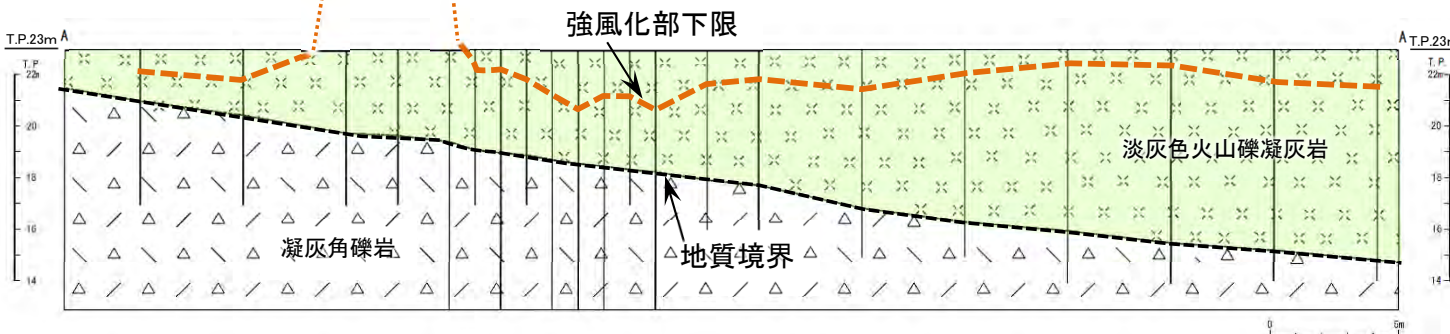 強風化部下限
T.P.23m A
A T.P.23m
T.P
22m
20
18
16
14
T.P.
22m
20
18
16
14
淡灰色火山礫凝灰岩
凝灰角礫岩
地質境界
0
5m